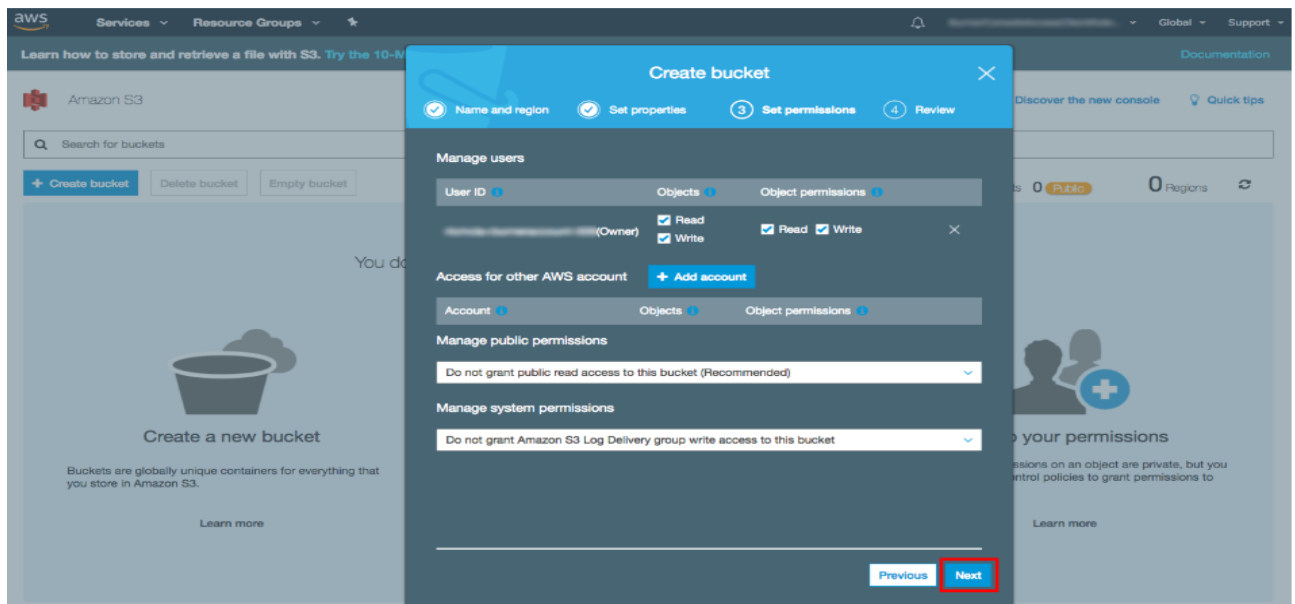 aws Services Resource Groups Global Support
Learn how to store and retrieve a file with S3. Try the 10-M Documentation
Amazon S3 Discover the new console Quick tips
Search for buckets
+ Create bucket Delete bucket Empty bucket 0 Public 0 Regions
You do
Create a new bucket
Buckets are globally unique containers for everything that
you store in Amazon S3.
Learn more
Create bucket
Name and region Set properties 3 Set permissions 4 Review
Manage users
User ID Objects Object permissions
(Owner) Read Read Write
Write
Access for other AWS account + Add account
Account Objects Object permissions
Manage public permissions
Do not grant public read access to this bucket (Recommended)
Manage system permissions
Do not grant Amazon S3 Log Delivery group write access to this bucket
Previous Next
your permissions
ssions on an object are private, but you
ntrol policies to grant permissions to
Learn more